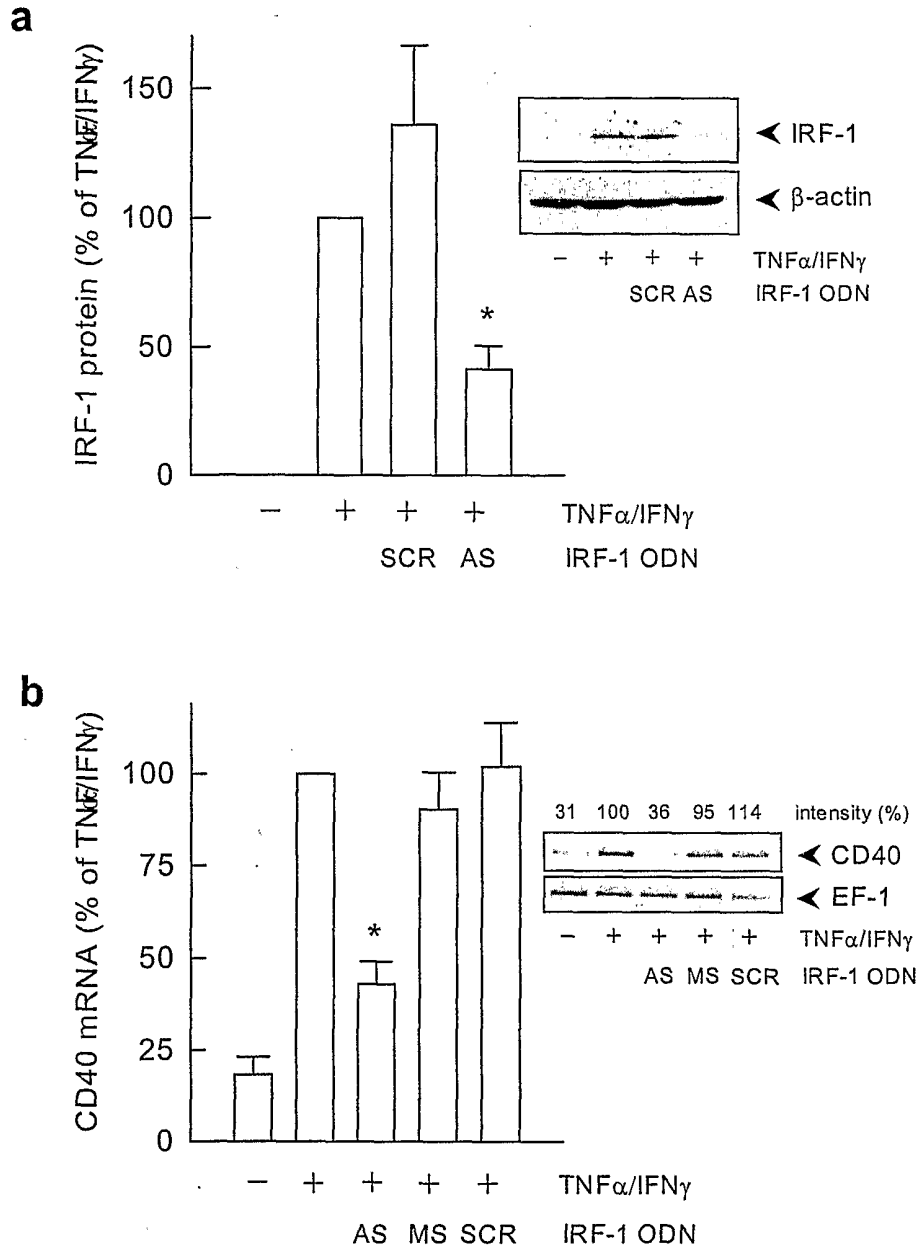 a
IRF-1 protein (% of TNFα/IFNγ)
150
100
50
0
*
− + + +
TNFα/IFNγ
SCR AS
IRF-1 ODN
IRF-1
β-actin
− + + +
TNFα/IFNγ
SCR AS
IRF-1 ODN
b
CD40 mRNA (% of TNFα/IFNγ)
100
75
50
25
0
*
− + + + +
TNFα/IFNγ
AS MS SCR
IRF-1 ODN
31 100 36 95 114 intensity (%)
CD40
EF-1
− + + + +
TNFα/IFNγ
AS MS SCR
IRF-1 ODN